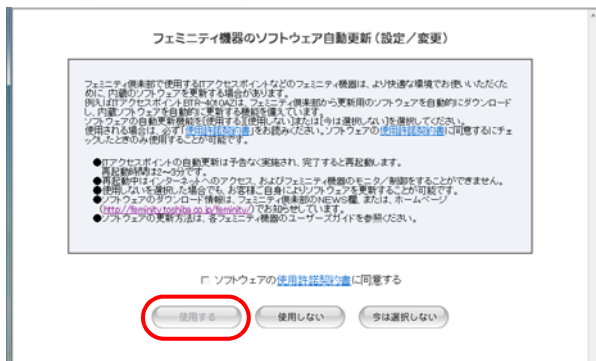 フェミニティ機器のソフトウェア自動更新（設定／変更）
フェミニティ倶楽部で使用するITアクセスポイントなどのフェミニティ機器は、より快適な環境でお使いいただくた
めに、内蔵のソフトウェアを更新する場合があります。
例えばITアクセスポイント[BTR-4010A2]は、フェミニティ倶楽部から更新用のソフトウェアを自動的にダウンロード
し、内蔵ソフトウェアを自動的に更新する機能を備えています。
ソフトウェアの自動更新機能を[使用する][使用しない]または[今は選択しない]を選択してください。
使用される場合は、必ず「使用許諾契約書」をお読みください。ソフトウェアの使用許諾契約書に同意するにチェ
ックしたときのみ使用することが可能です。
●ITアクセスポイントの自動更新は予告なく実施され、完了すると再起動します。
再起動時間は2～3分です。
●再起動中はインターネットへのアクセス、およびフェミニティ機器のモニタ／制御をすることができません。
●使用しないを選択した場合でも、お客様ご自身によりソフトウェアを更新することが可能です。
●ソフトウェアのダウンロード情報は、フェミニティ倶楽部のNEWS欄、または、ホームページ
（http://feminity.toshiba.co.jp/feminity/）でお知らせしています。
●ソフトウェアの更新方法は、各フェミニティ機器のユーザーズガイドを参照ください。
ソフトウェアの使用許諾契約書に同意する
使用する 使用しない 今は選択しない